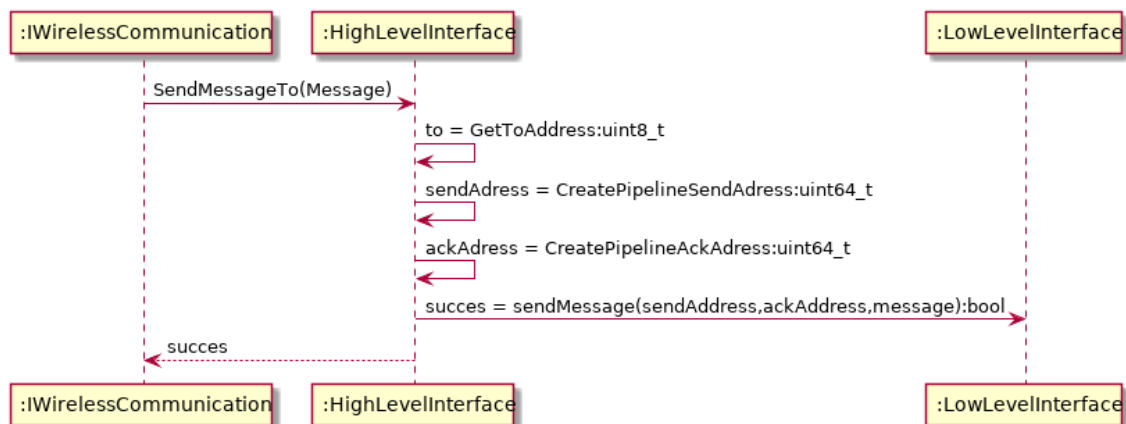 :IWirelessCommunication
:HighLevelInterface
:LowLevelInterface
SendMessageTo(Message)
to = GetToAddress:uint8_t
sendAdress = CreatePipelineSendAdress:uint64_t
ackAdress = CreatePipelineAckAdress:uint64_t
succes = sendMessage(sendAddress,ackAddress,message):bool
succes
:IWirelessCommunication
:HighLevelInterface
:LowLevelInterface